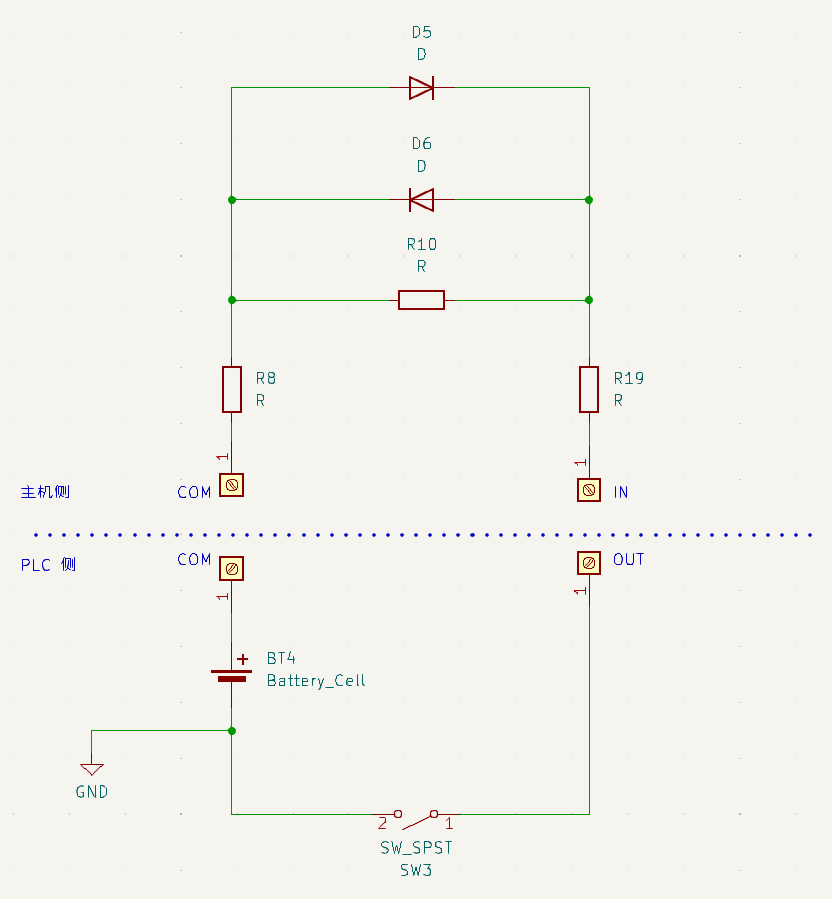 D5
D
D6
D
R10
R
R8
R
R19
R
1
1
主机侧
COM
IN
PLC 侧
COM
OUT
1
1
+
BT4
Battery_Cell
GND
2
1
SW_SPST
SW3